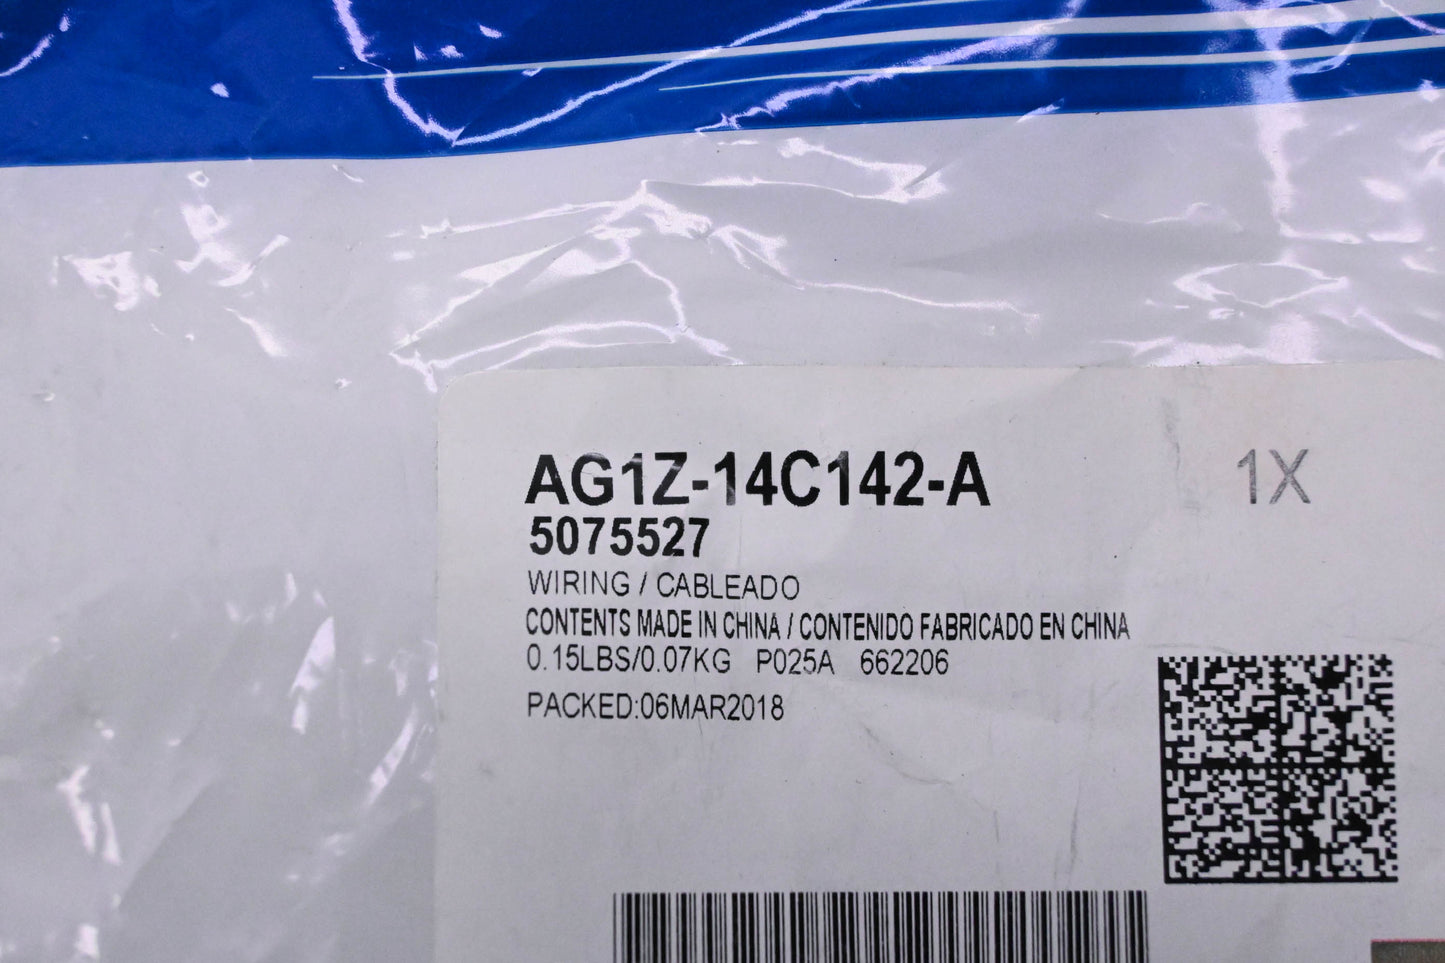 AG1Z-14C142-A 1X
5075527
WIRING / CABLEADO
CONTENTS MADE IN CHINA / CONTENIDO FABRICADO EN CHINA
0.15LBS/0.07KG P025A 662206
PACKED:06MAR2018